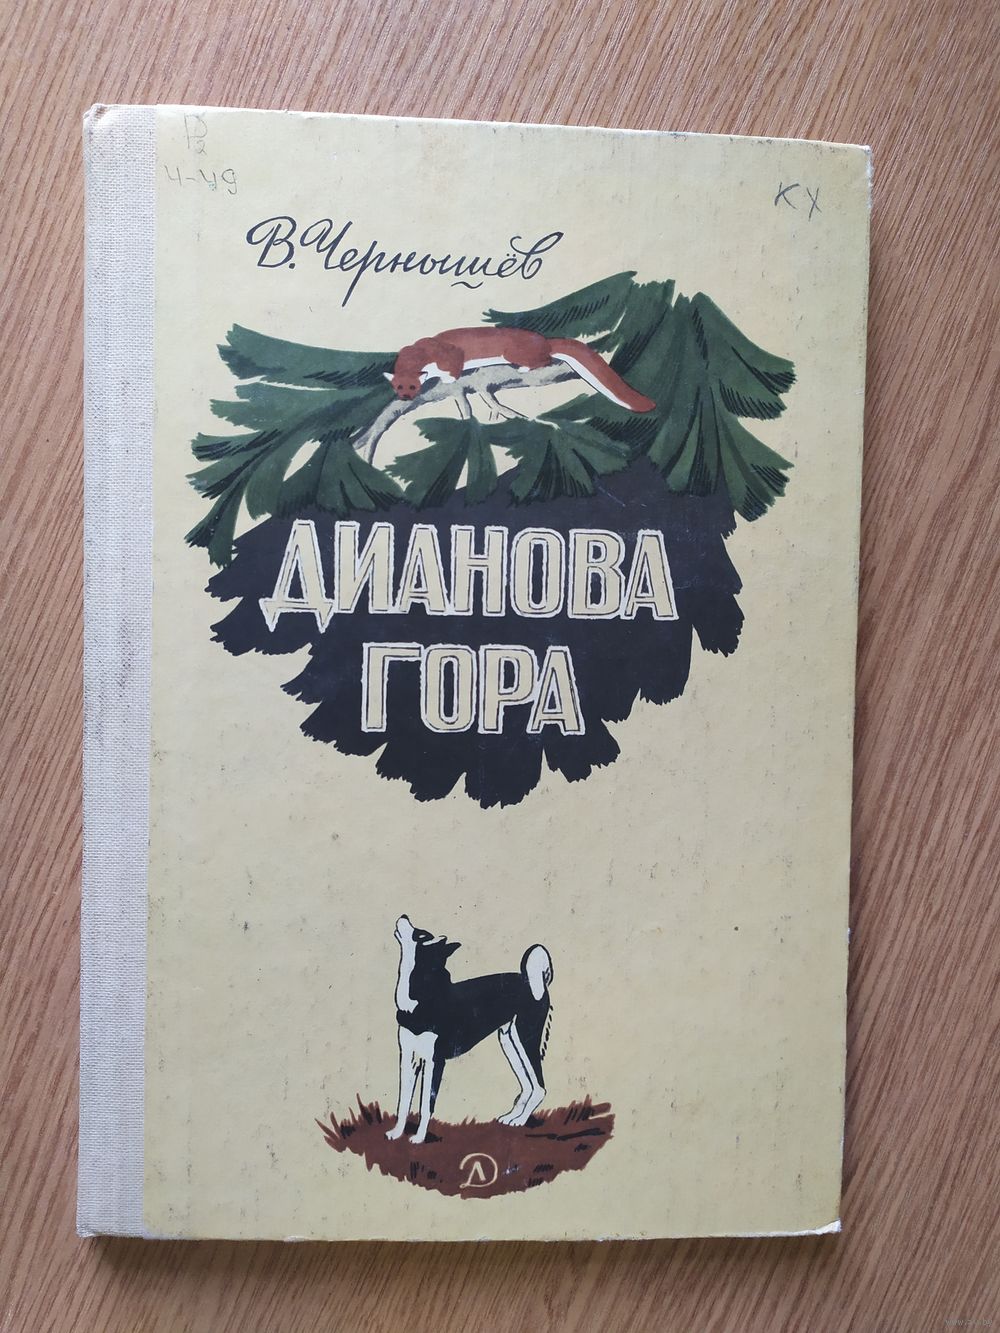 Р2
Ч-49
КХ
В. Чернышёв
ДИАНОВА
ГОРА
Д